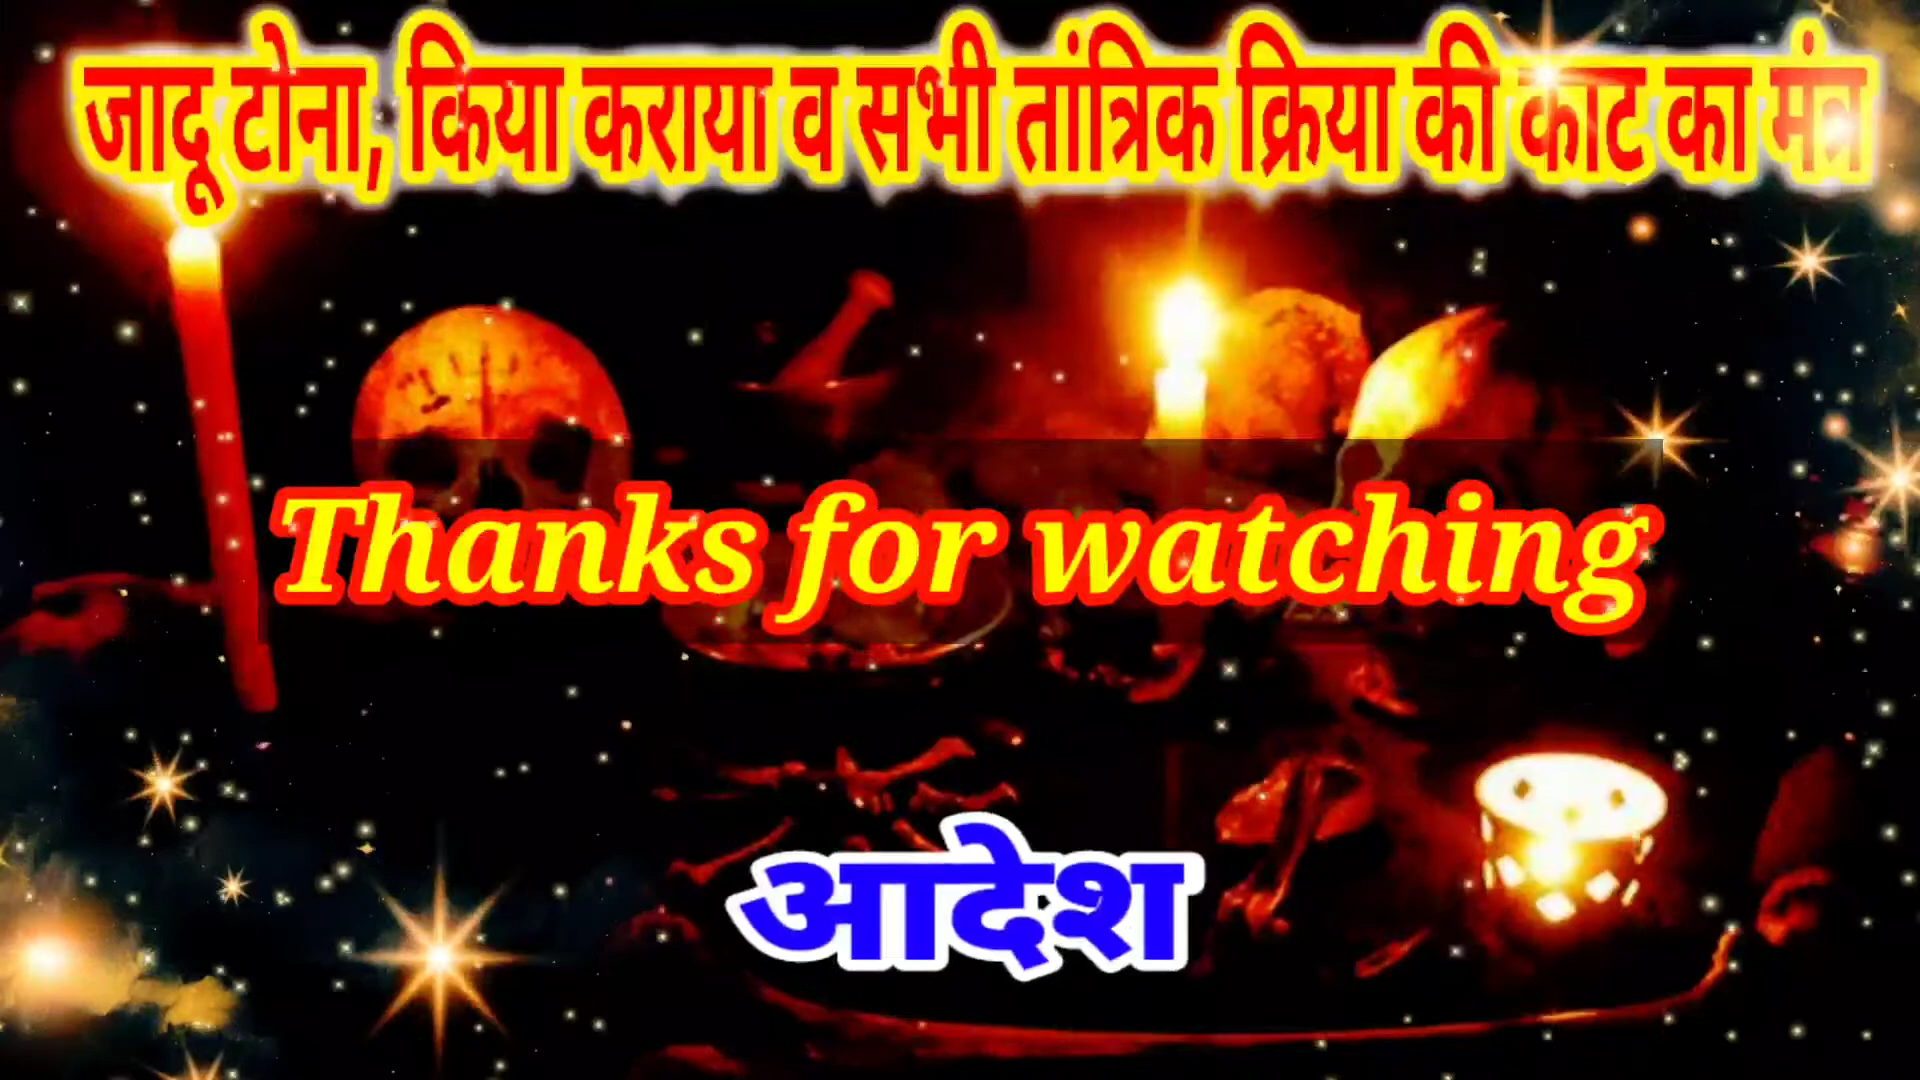 जादू टोना, किया कराया व सभी तांत्रिक क्रिया की काट का मंत्र
Thanks for watching
आदेश